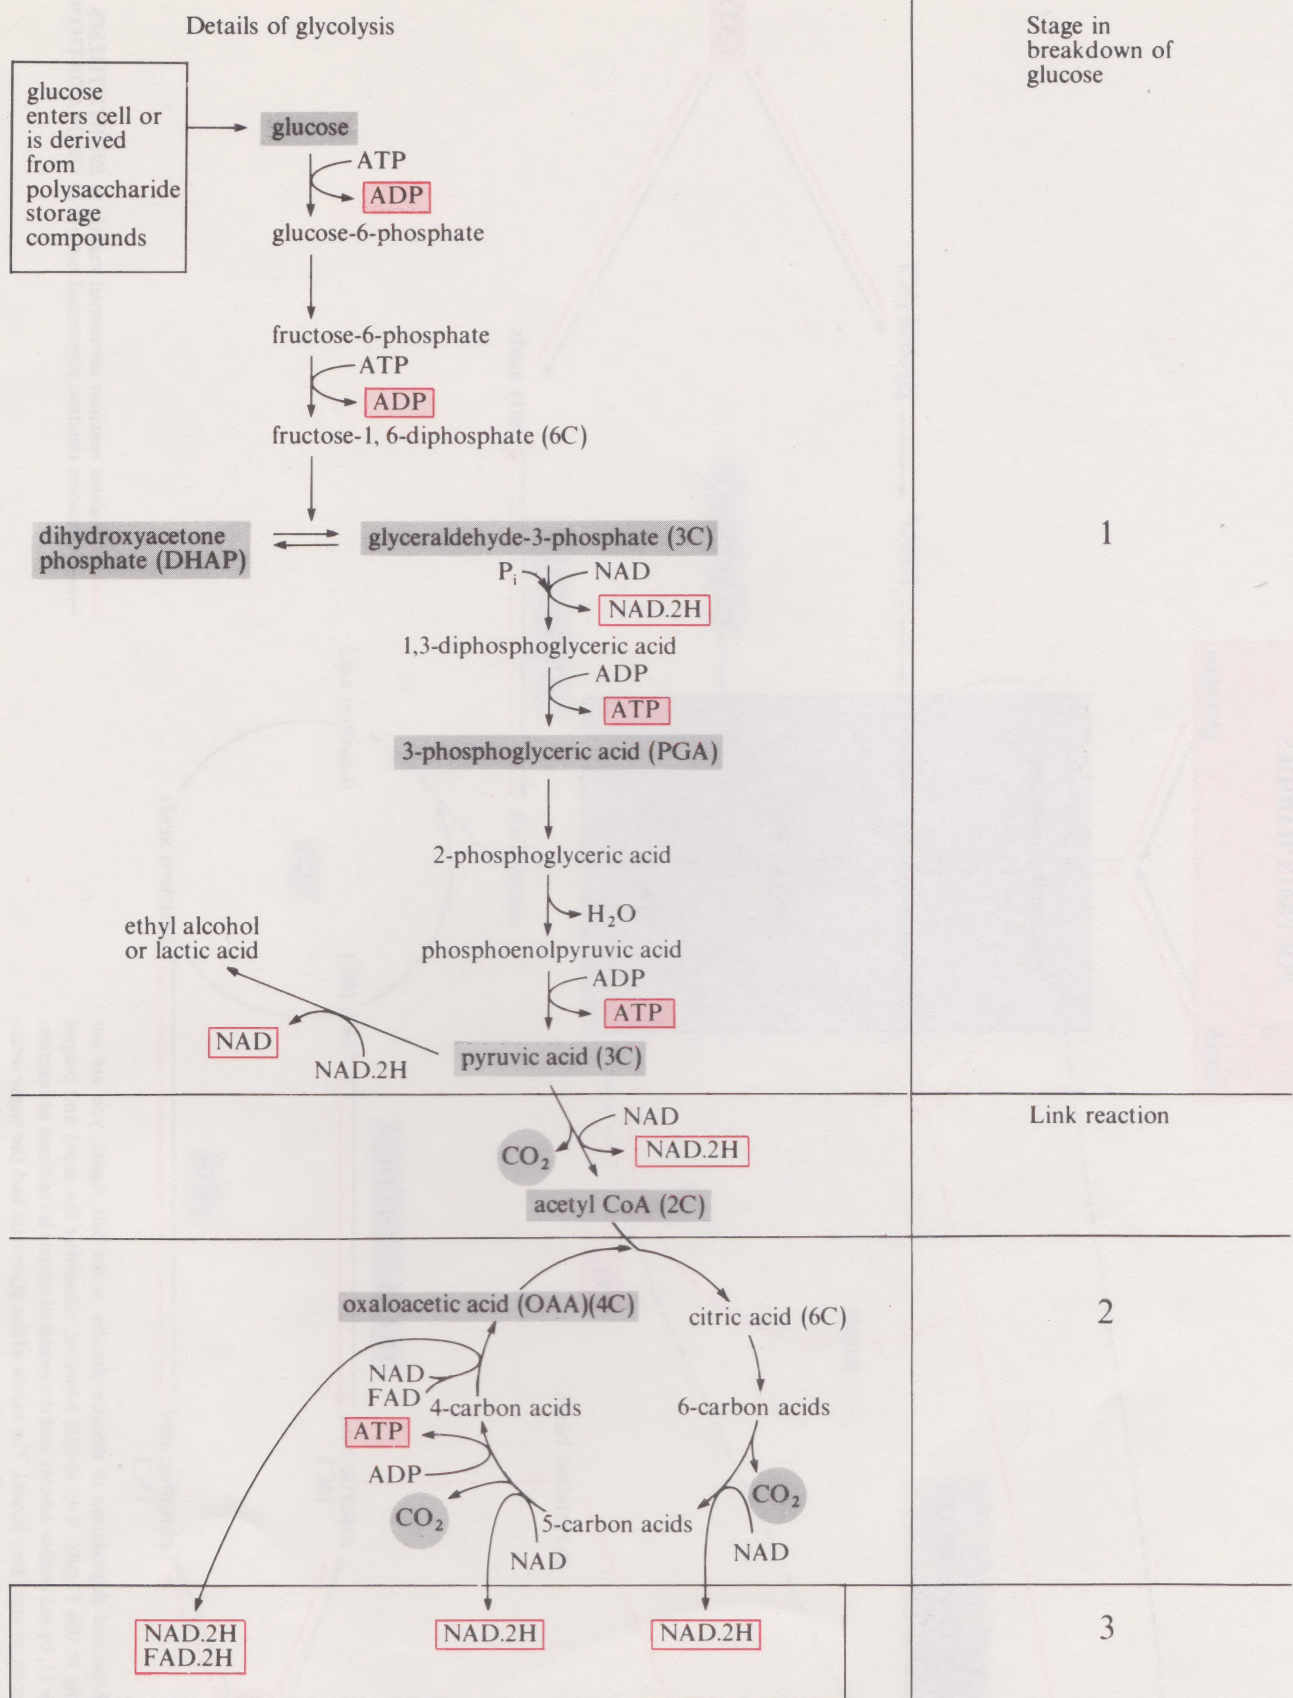 Details of glycolysis
Stage in
breakdown of
glucose
glucose
enters cell or
is derived
from
polysaccharide
storage
compounds
glucose
ATP
ADP
glucose-6-phosphate
fructose-6-phosphate
ATP
ADP
fructose-1, 6-diphosphate (6C)
dihydroxyacetone
phosphate (DHAP)
glyceraldehyde-3-phosphate (3C)
1
Pᵢ
NAD
NAD.2H
1,3-diphosphoglyceric acid
ADP
ATP
3-phosphoglyceric acid (PGA)
2-phosphoglyceric acid
H₂O
ethyl alcohol
or lactic acid
phosphoenolpyruvic acid
ADP
ATP
NAD
NAD.2H
pyruvic acid (3C)
Link reaction
NAD
CO₂
NAD.2H
acetyl CoA (2C)
oxaloacetic acid (OAA)(4C)
citric acid (6C)
2
NAD
FAD
4-carbon acids
6-carbon acids
ATP
ADP
CO₂
CO₂
5-carbon acids
NAD
NAD
NAD.2H
FAD.2H
NAD.2H
NAD.2H
3